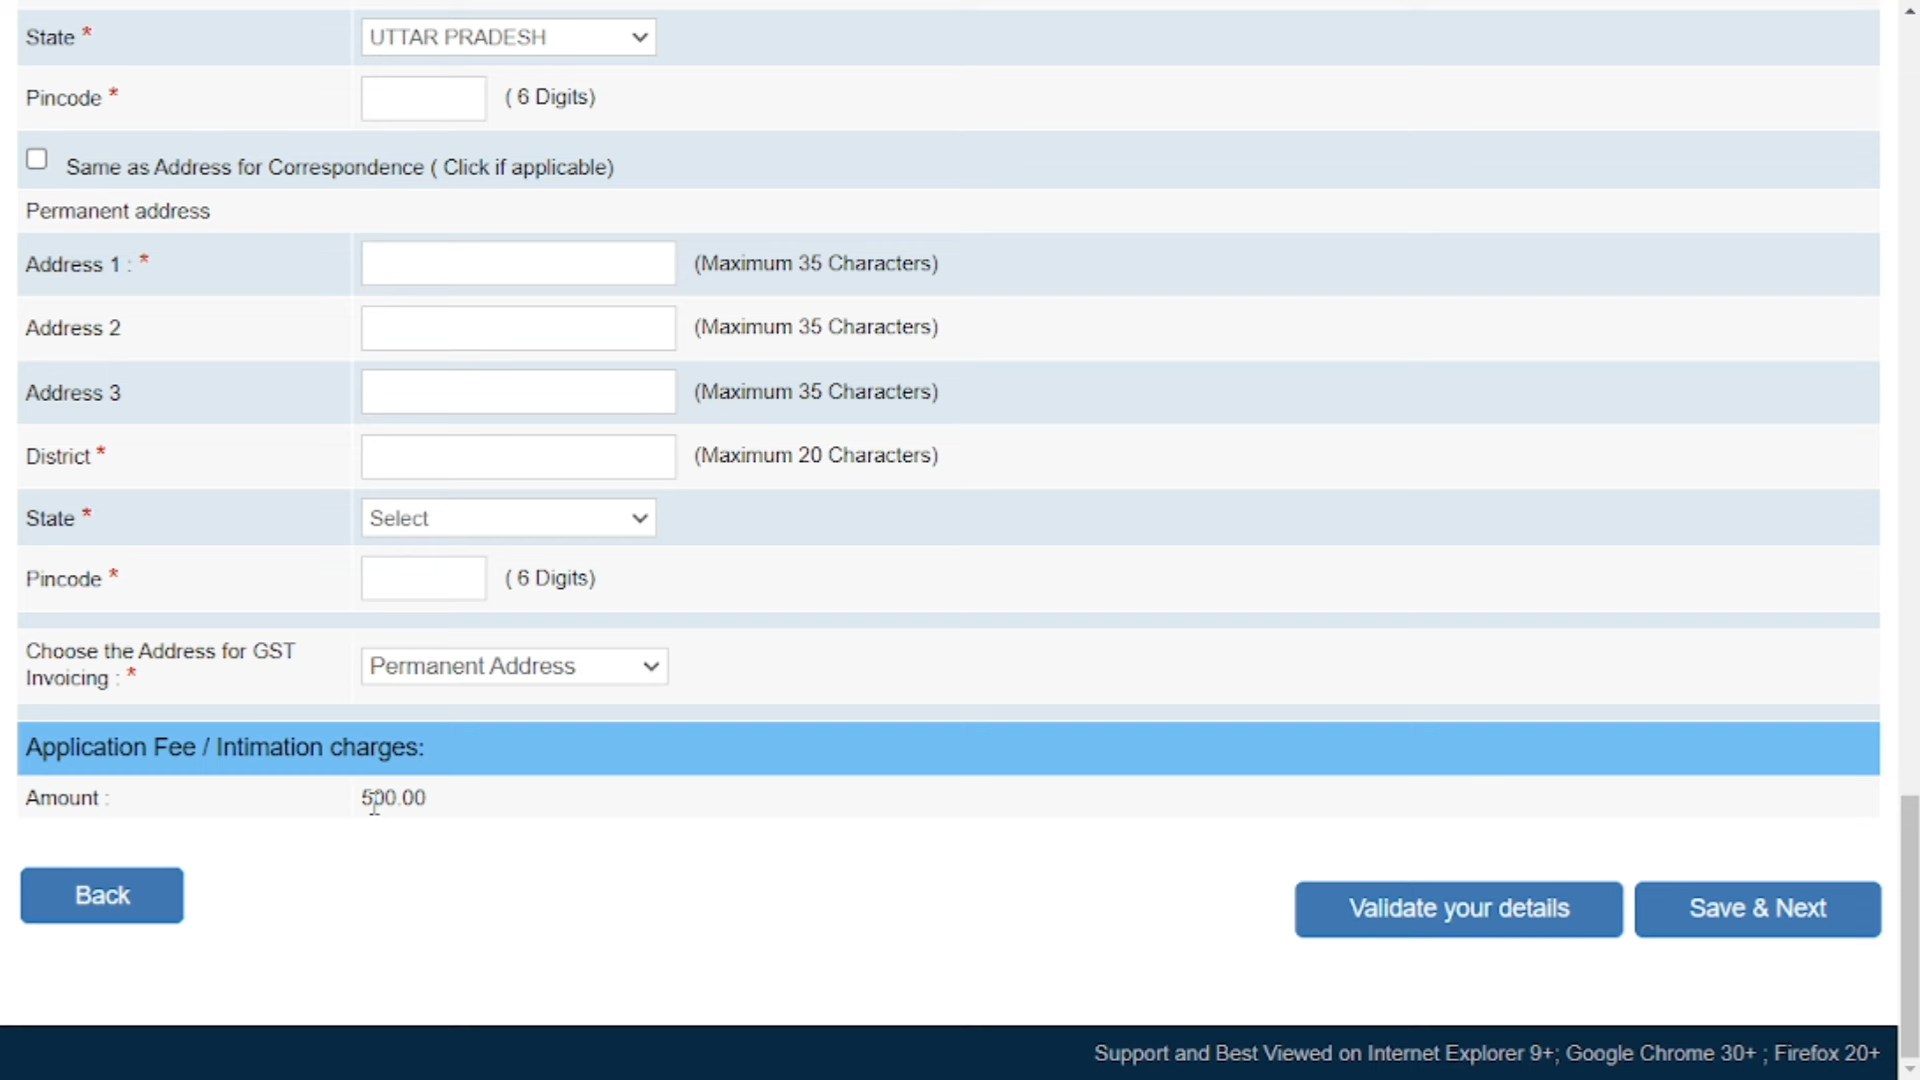 State *
UTTAR PRADESH
Pincode *
( 6 Digits)
Same as Address for Correspondence ( Click if applicable)
Permanent address
Address 1 : *
(Maximum 35 Characters)
Address 2
(Maximum 35 Characters)
Address 3
(Maximum 35 Characters)
District *
(Maximum 20 Characters)
State *
Select
Pincode *
( 6 Digits)
Choose the Address for GST
Invoicing : *
Permanent Address
Application Fee / Intimation charges:
Amount :
500.00
Back
Validate your details
Save & Next
Support and Best Viewed on Internet Explorer 9+; Google Chrome 30+ ; Firefox 20+